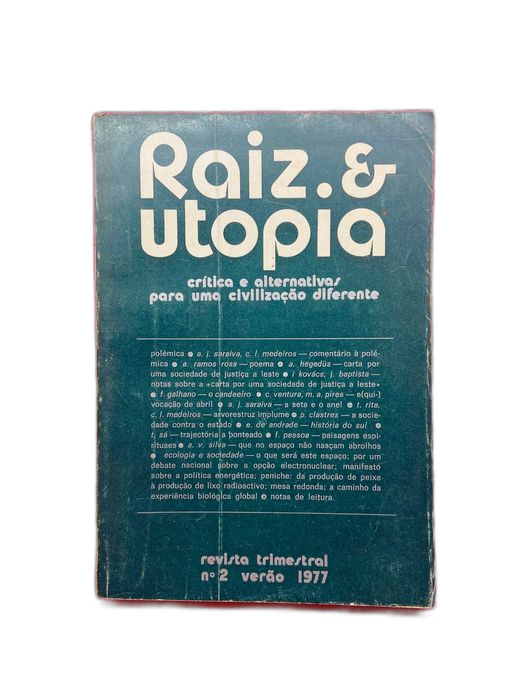 Raiz. &
utopia
crítica e alternativas
para uma civilização diferente
polémica ● a. j. saraiva, c. l. medeiros — comentário à polé-
mica ● a. ramos rosa — poema ● a. hegedüs — carta por
uma sociedade de justiça a leste ● i kovács, j. baptista —
notas sobre a «carta por uma sociedade de justiça a leste»
● f. galhano — o candeeiro ● c. ventura, m. a. pires — e(qui-)
vocação de abril ● a. j. saraiva — a seta e o anel ● t. rita,
c. l. medeiros — arvorestruz implume ● p. clastres — a socie-
dade contra o estado ● e. de andrade — história do sul ●
t. sá — trajectória a bonteado ● f. pessoa — paisagens espi-
rituaes ● a. v. silva — que no espaço não nasçam abrolhos
● ecologia e sociedade — o que será este espaço; por um
debate nacional sobre a opção electronuclear; manifesto
sobre a política energética; peniche: da produção de peixe
à produção de lixo radioactivo; mesa redonda; a caminho da
experiência biológica global ● notas de leitura.
revista trimestral
nº 2 verão 1977